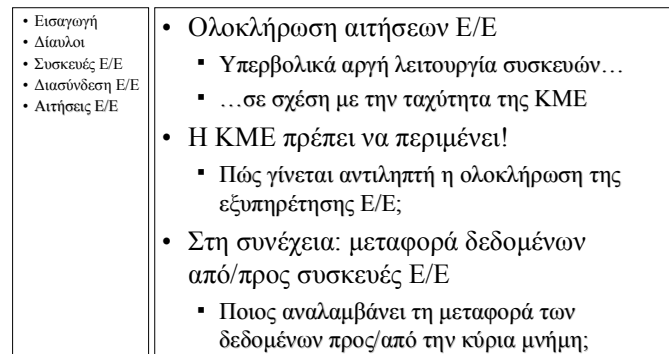 • Εισαγωγή
• Δίαυλοι
• Συσκευές Ε/Ε
• Διασύνδεση Ε/Ε
• Αιτήσεις Ε/Ε
• Ολοκλήρωση αιτήσεων Ε/Ε
▪ Υπερβολικά αργή λειτουργία συσκευών…
▪ …σε σχέση με την ταχύτητα της ΚΜΕ
• Η ΚΜΕ πρέπει να περιμένει!
▪ Πώς γίνεται αντιληπτή η ολοκλήρωση της
εξυπηρέτησης Ε/Ε;
• Στη συνέχεια: μεταφορά δεδομένων
από/προς συσκευές Ε/Ε
▪ Ποιος αναλαμβάνει τη μεταφορά των
δεδομένων προς/από την κύρια μνήμη;